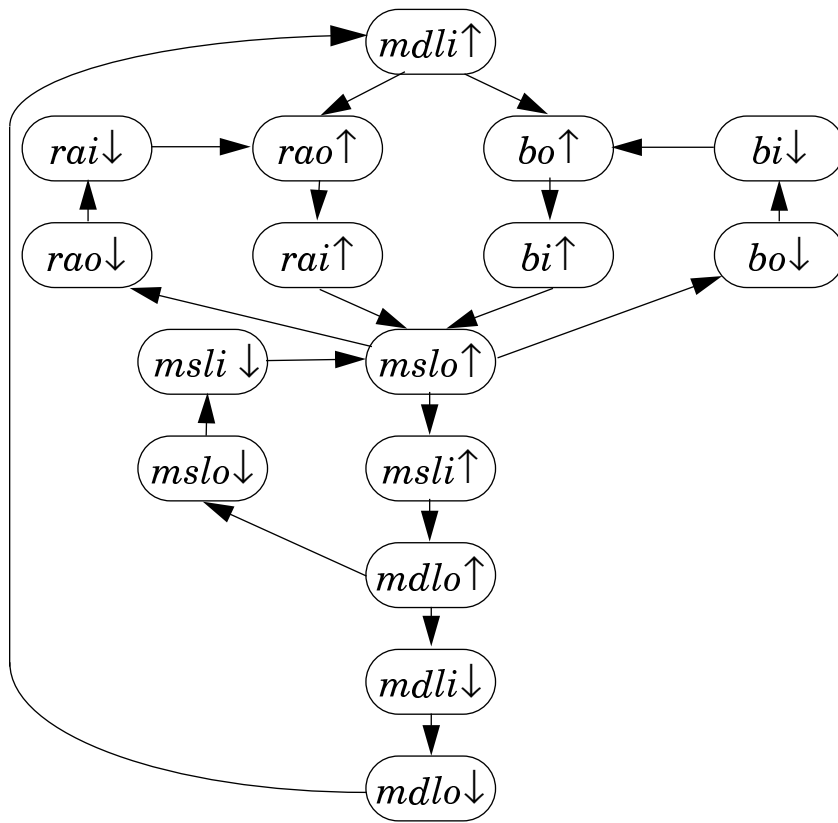 mdli↑
rai↓ rao↑ bo↑ bi↓
rao↓ rai↑ bi↑ bo↓
msli ↓ mslo↑
mslo↓ msli↑
mdlo↑
mdli↓
mdlo↓